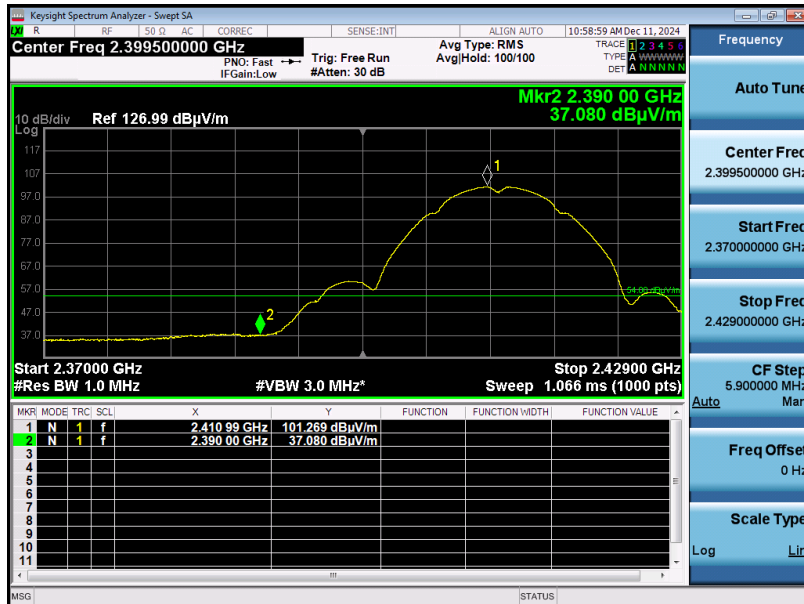 Keysight Spectrum Analyzer - Swept SA
LXI R RF 50 Ω AC CORREC SENSE:INT ALIGN AUTO 10:58:59 AM Dec 11, 2024
Center Freq 2.399500000 GHz
PNO: Fast
IFGain:Low
Trig: Free Run
#Atten: 30 dB
Avg Type: RMS
Avg|Hold: 100/100
TRACE 1 2 3 4 5 6
TYPE A WWWWW
DET A N N N N N
Mkr2 2.390 00 GHz
37.080 dBµV/m
10 dB/div Ref 126.99 dBµV/m
Log
117
107
97.0
87.0
77.0
67.0
57.0
47.0
37.0
1
2
54.00 dBµV/m
Start 2.37000 GHz Stop 2.42900 GHz
#Res BW 1.0 MHz #VBW 3.0 MHz* Sweep 1.066 ms (1000 pts)
MKR MODE TRC SCL X Y FUNCTION FUNCTION WIDTH FUNCTION VALUE
1 N 1 f 2.410 99 GHz 101.269 dBµV/m
2 N 1 f 2.390 00 GHz 37.080 dBµV/m
3
4
5
6
7
8
9
10
11
MSG STATUS
Frequency
Auto Tune
Center Freq
2.399500000 GHz
Start Freq
2.370000000 GHz
Stop Freq
2.429000000 GHz
CF Step
5.900000 MHz
Auto Man
Freq Offset
0 Hz
Scale Type
Log Lin